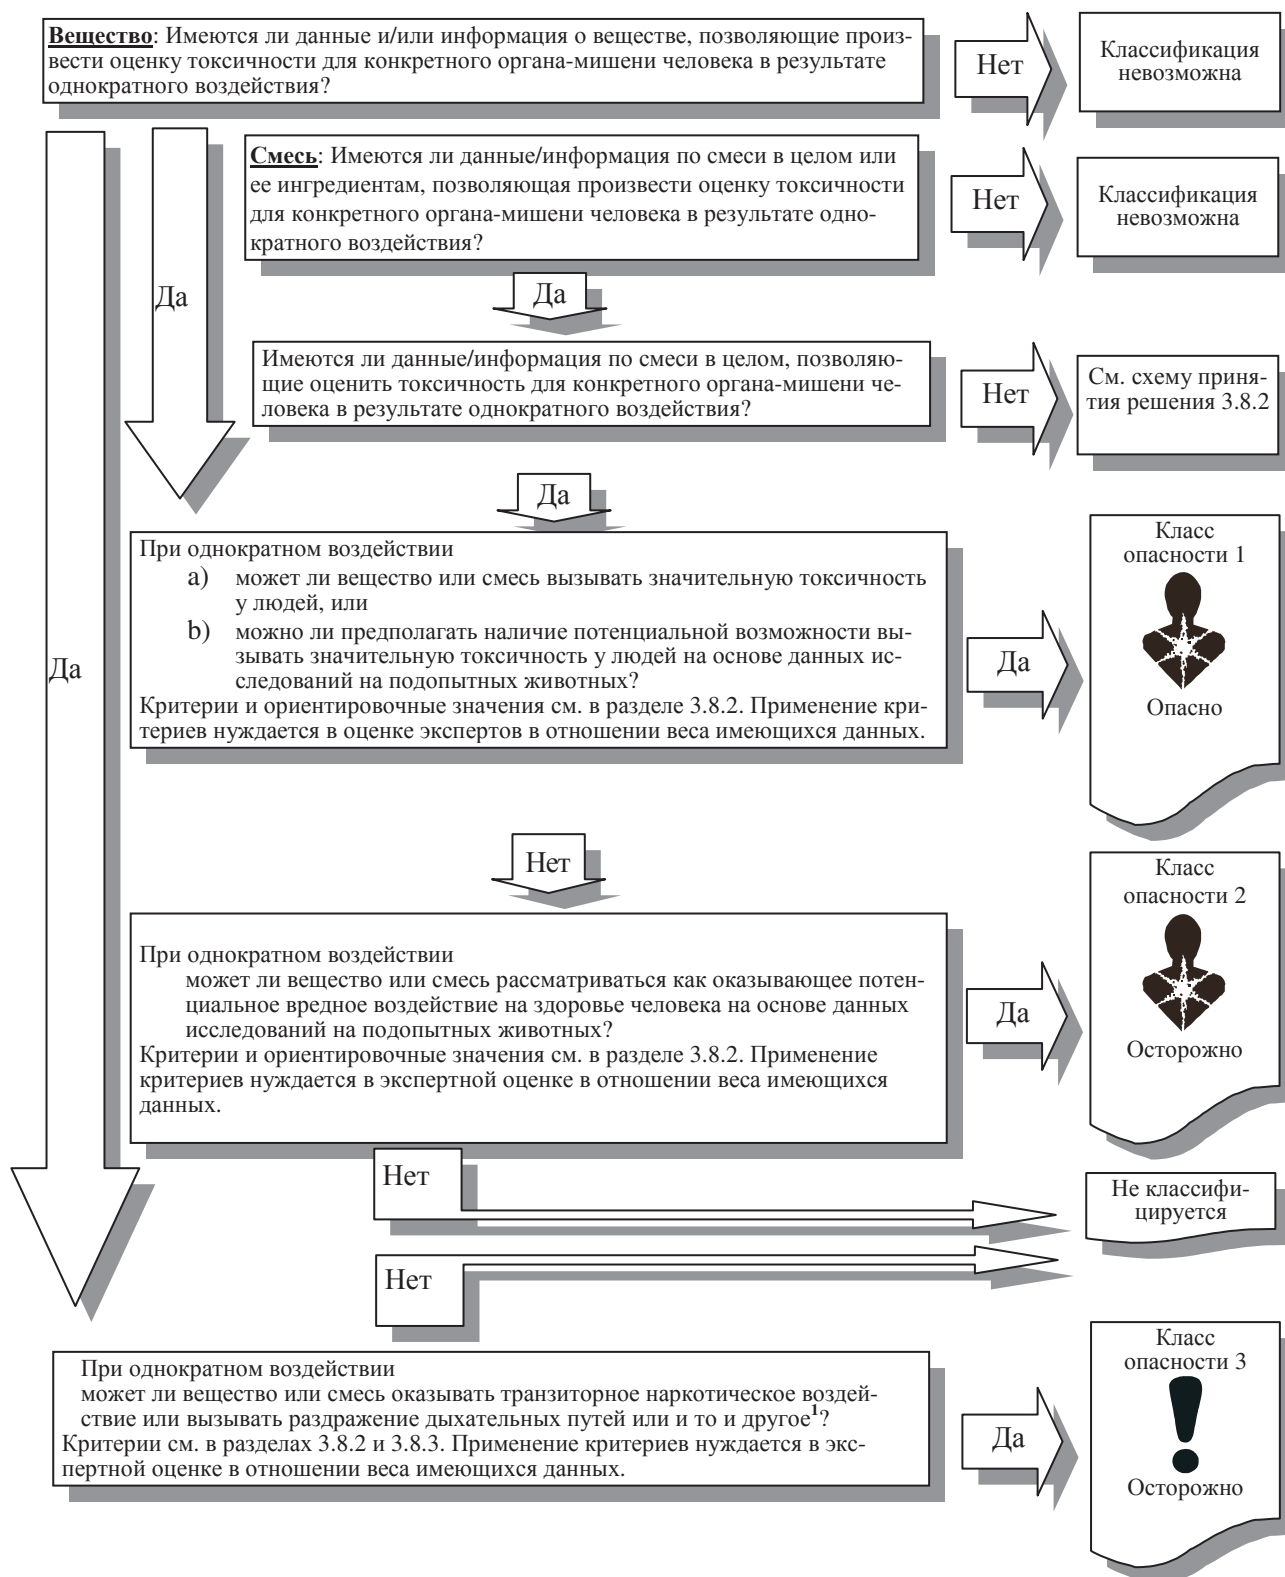 Вещество: Имеются ли данные и/или информация о веществе, позволяющие произ-
вести оценку токсичности для конкретного органа-мишени человека в результате
однократного воздействия?
Нет
Классификация
невозможна
Смесь: Имеются ли данные/информация по смеси в целом или
ее ингредиентам, позволяющая произвести оценку токсичности
для конкретного органа-мишени человека в результате одно-
кратного воздействия?
Нет
Классификация
невозможна
Да
Да
Имеются ли данные/информация по смеси в целом, позволяю-
щие оценить токсичность для конкретного органа-мишени че-
ловека в результате однократного воздействия?
Нет
См. схему приня-
тия решения 3.8.2
Да
При однократном воздействии
a) может ли вещество или смесь вызывать значительную токсичность
у людей, или
b) можно ли предполагать наличие потенциальной возможности вы-
зывать значительную токсичность у людей на основе данных ис-
следований на подопытных животных?
Критерии и ориентировочные значения см. в разделе 3.8.2. Применение кри-
териев нуждается в оценке экспертов в отношении веса имеющихся данных.
Да
Да
Класс
опасности 1
Опасно
Нет
При однократном воздействии
может ли вещество или смесь рассматриваться как оказывающее потен-
циальное вредное воздействие на здоровье человека на основе данных
исследований на подопытных животных?
Критерии и ориентировочные значения см. в разделе 3.8.2. Применение
критериев нуждается в экспертной оценке в отношении веса имеющихся
данных.
Да
Класс
опасности 2
Осторожно
Нет
Не классифи-
цируется
Нет
При однократном воздействии
может ли вещество или смесь оказывать транзиторное наркотическое воздей-
ствие или вызывать раздражение дыхательных путей или и то и другое¹?
Критерии см. в разделах 3.8.2 и 3.8.3. Применение критериев нуждается в экс-
пертной оценке в отношении веса имеющихся данных.
Да
Класс
опасности 3
Осторожно